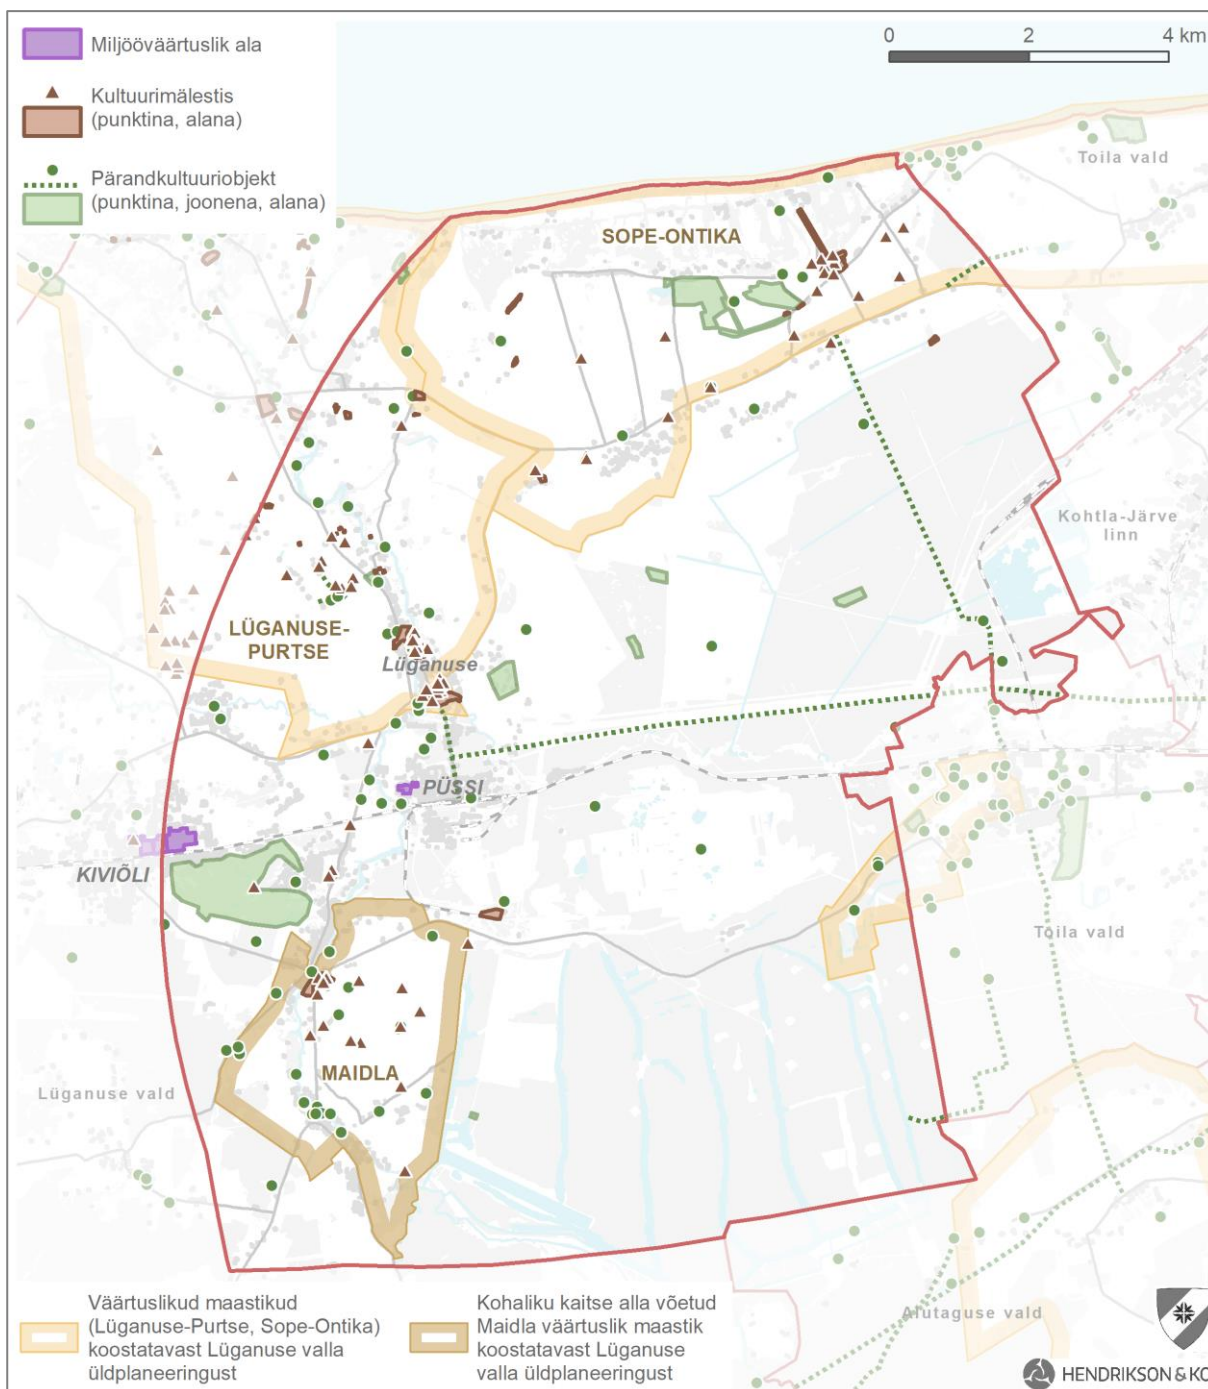 Miljööväärtuslik ala
Kultuurimälestis
(punktina, alana)
Pärandkultuuriobjekt
(punktina, joonena, alana)
0 2 4 km
Toila vald
SOPE-ONTIKA
Kohtla-Järve
linn
LÜGANUSE-
PURTSE
Lüganuse
PÜSSI
KIVIÕLI
Toila vald
MAIDLA
Lüganuse vald
Alutaguse vald
Väärtuslikud maastikud
(Lüganuse-Purtse, Sope-Ontika)
koostatavast Lüganuse valla
üldplaneeringust
Kohaliku kaitse alla võetud
Maidla väärtuslik maastik
koostatavast Lüganuse
valla üldplaneeringust
HENDRIKSON & KO